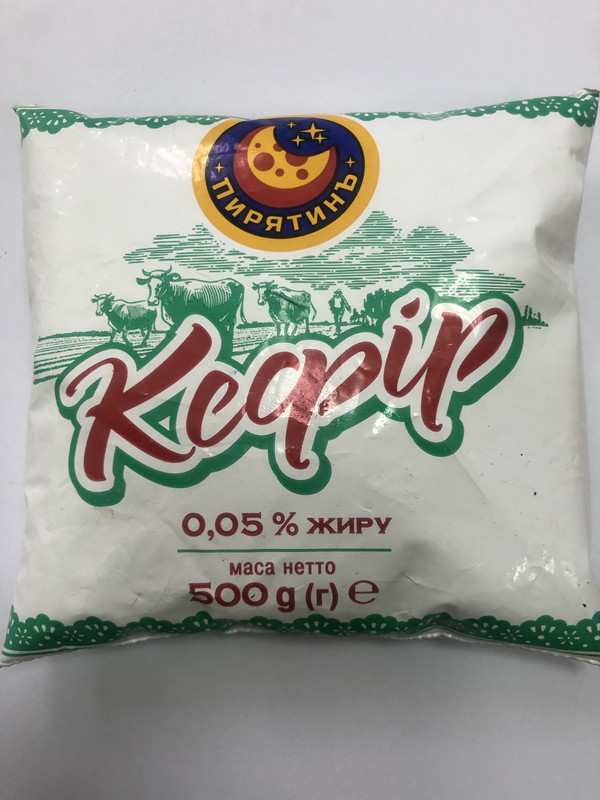 ПИРЯТИНЪ
Кефір
0,05 % жиру
маса нетто
500 g (г) ℮